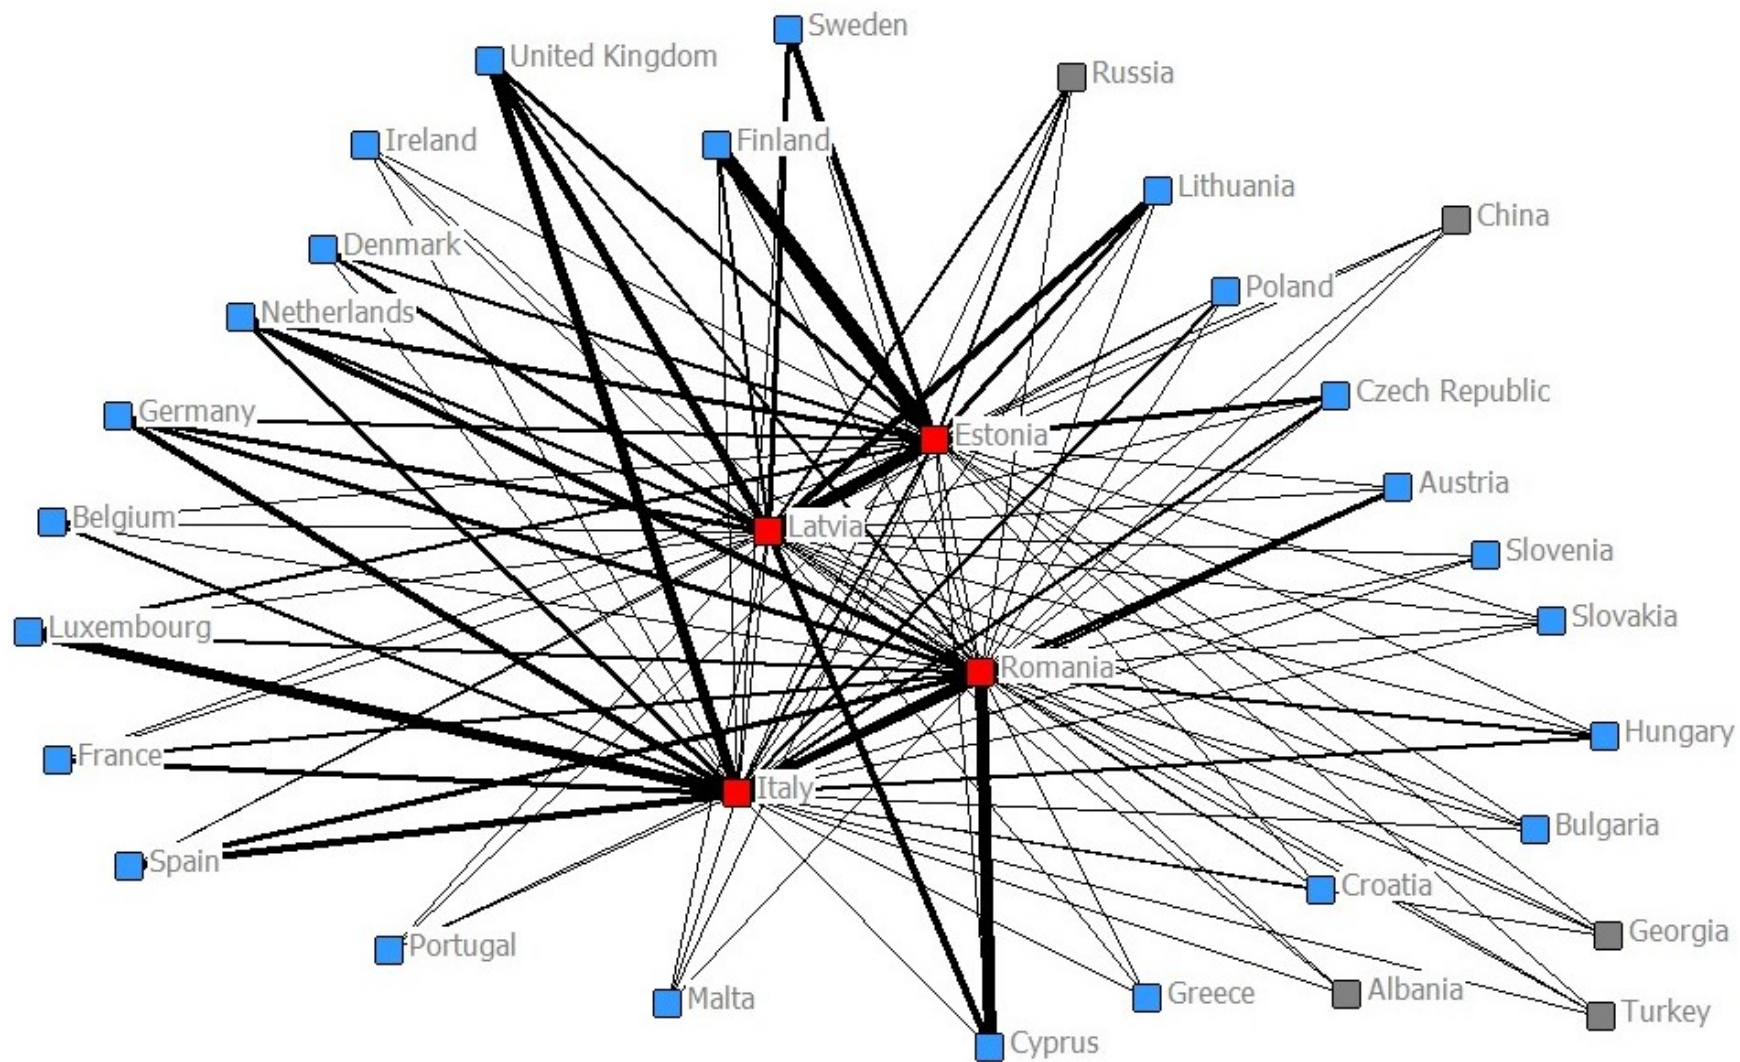 Sweden
United Kingdom
Russia
Ireland
Finland
Lithuania
China
Denmark
Poland
Netherlands
Czech Republic
Germany
Estonia
Austria
Belgium
Latvia
Slovenia
Slovakia
Luxembourg
Romania
Hungary
France
Italy
Bulgaria
Spain
Croatia
Georgia
Portugal
Albania
Greece
Malta
Turkey
Cyprus